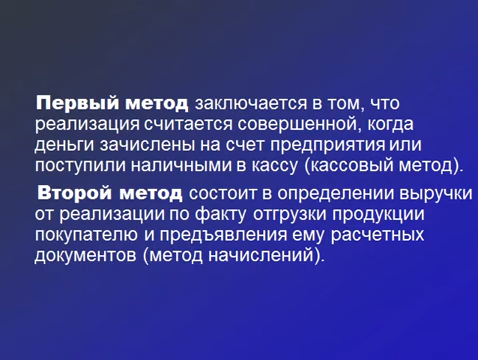 Первый метод заключается в том, что
реализация считается совершенной, когда
деньги зачислены на счет предприятия или
поступили наличными в кассу (кассовый метод).
Второй метод состоит в определении выручки
от реализации по факту отгрузки продукции
покупателю и предъявления ему расчетных
документов (метод начислений).